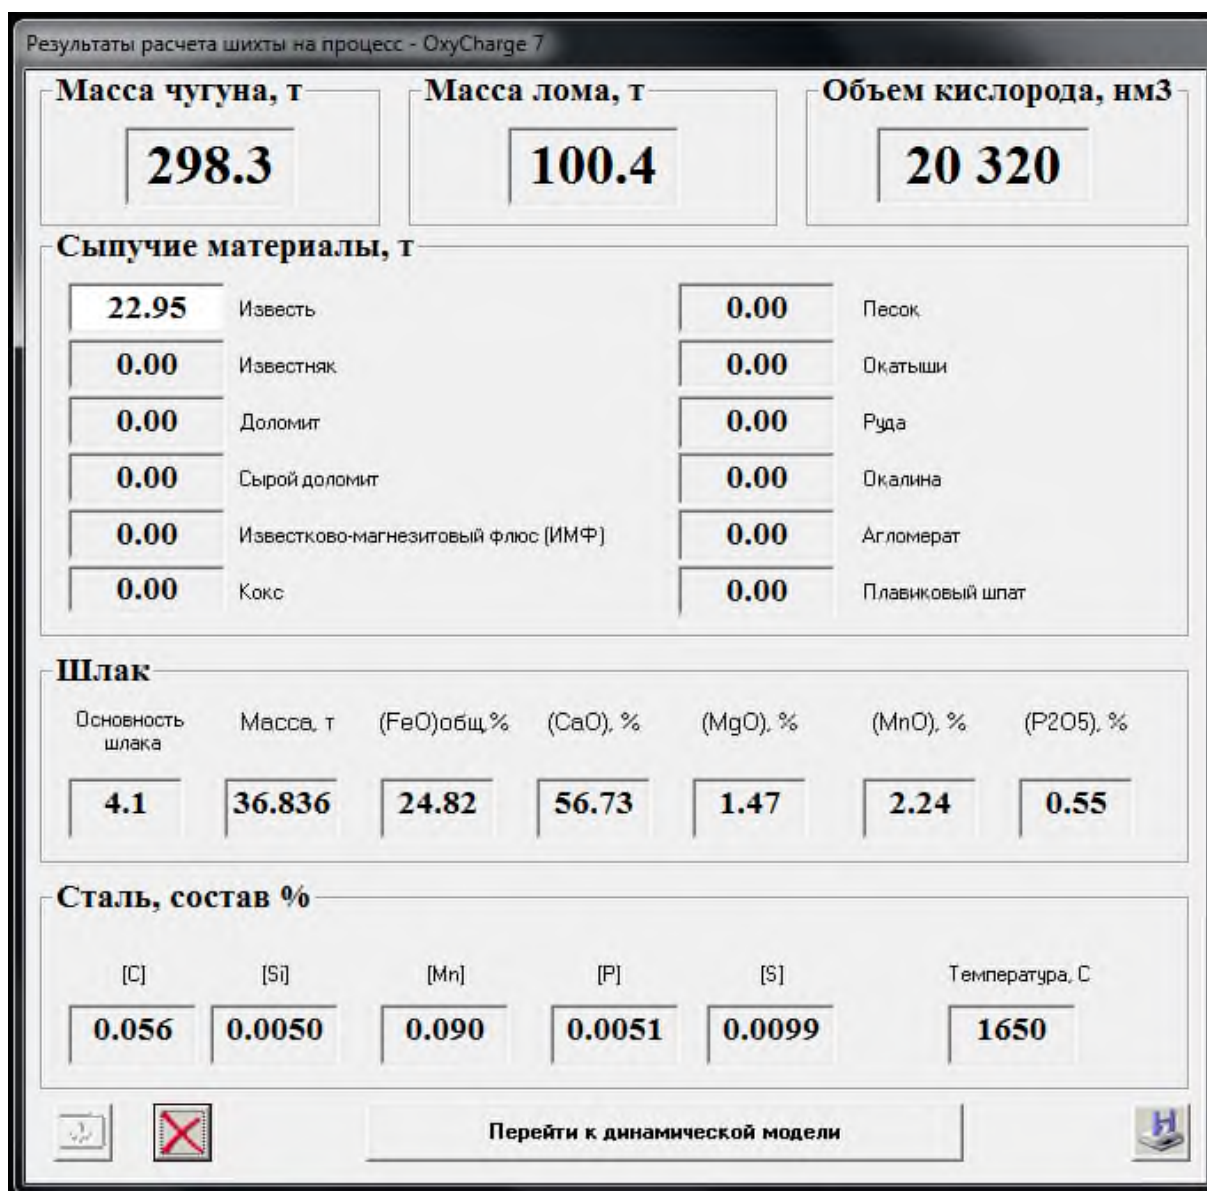 Результаты расчета шихты на процесс - OxyCharge 7
Масса чугуна, т
Масса лома, т
Объем кислорода, нм3
298.3
100.4
20 320
Сыпучие материалы, т
22.95 Известь
0.00 Песок
0.00 Известняк
0.00 Окатыши
0.00 Доломит
0.00 Руда
0.00 Сырой доломит
0.00 Окалина
0.00 Известково-магнезитовый флюс (ИМФ)
0.00 Агломерат
0.00 Кокс
0.00 Плавиковый шпат
Шлак
Основность
шлака
Масса, т
(FeO)общ,%
(CaO), %
(MgO), %
(MnO), %
(P2O5), %
4.1
36.836
24.82
56.73
1.47
2.24
0.55
Сталь, состав %
[C]
[Si]
[Mn]
[P]
[S]
Температура, С
0.056
0.0050
0.090
0.0051
0.0099
1650
Перейти к динамической модели
H